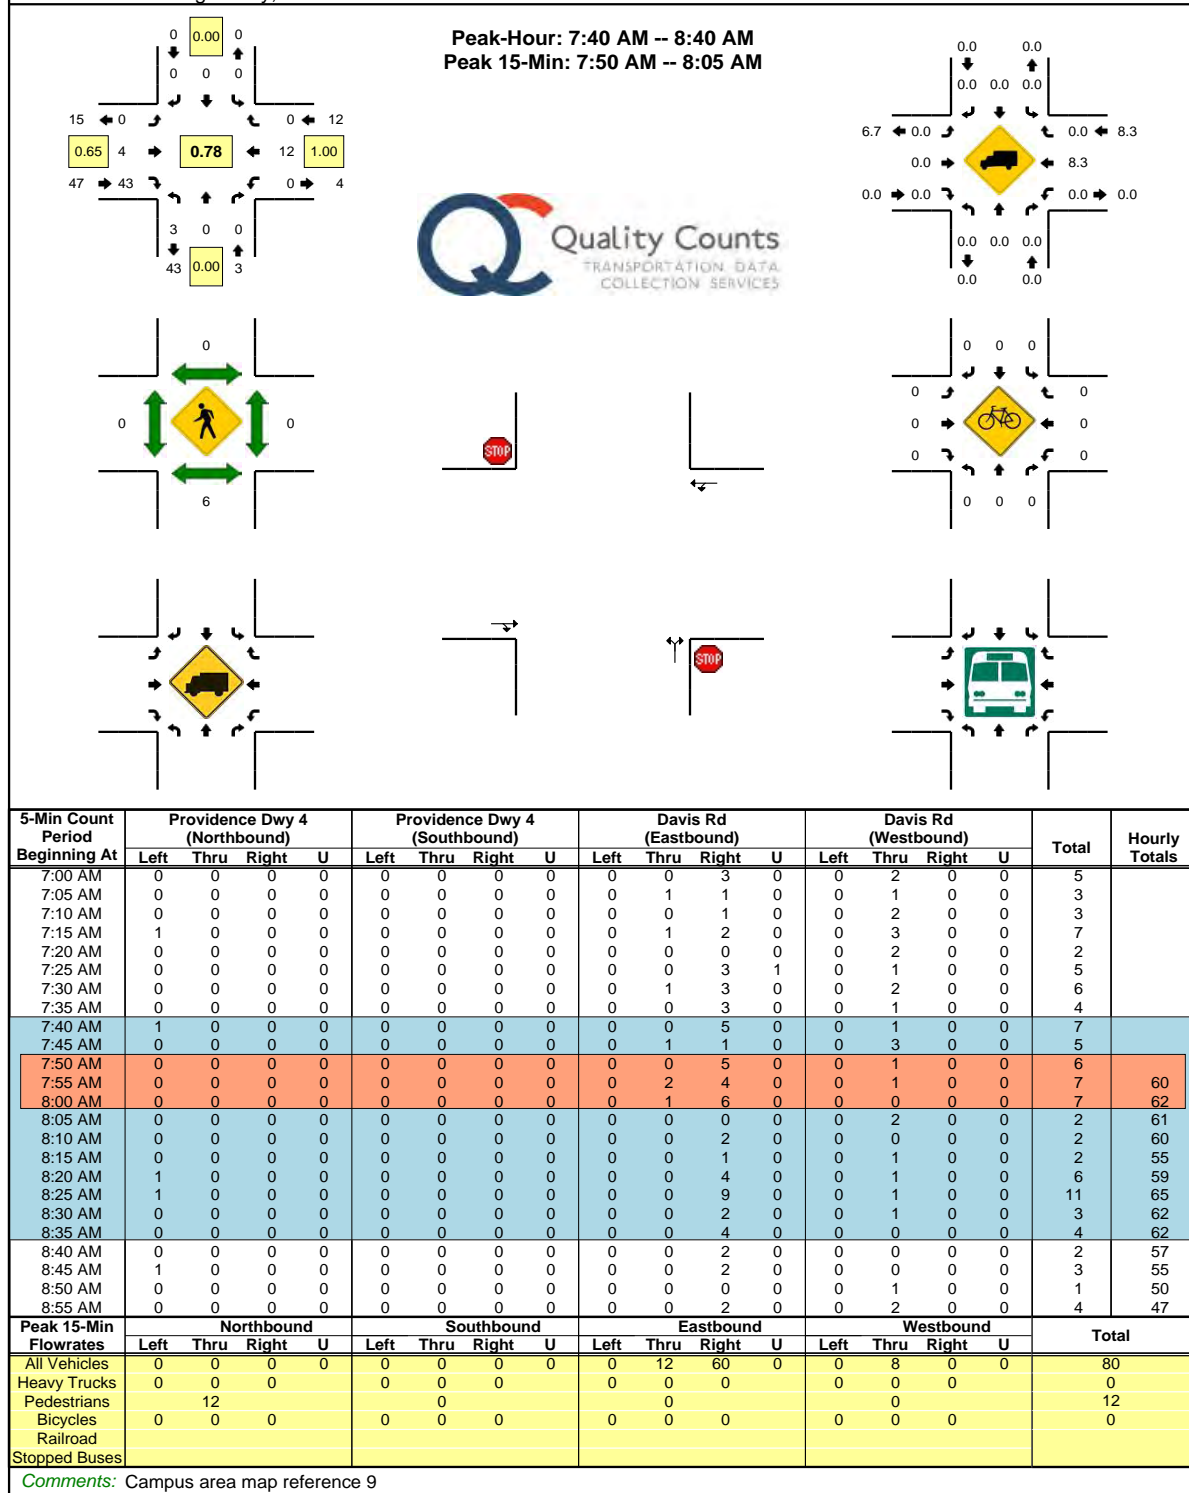 Peak-Hour: 7:40 AM -- 8:40 AM
Peak 15-Min: 7:50 AM -- 8:05 AM
0 0.00 0
0 0 0
15 0 0 12
0.65 4 0.78 12 1.00
47 43 0 4
3 0 0
43 0.00 3
0.0 0.0
0.0 0.0 0.0
6.7 0.0 0.0 8.3
0.0 8.3
0.0 0.0 0.0 0.0
0.0 0.0 0.0
0.0 0.0
QC Quality Counts
TRANSPORTATION DATA
COLLECTION SERVICES
0
0 0
6
STOP
0 0 0
0 0
0 0
0 0
0 0 0
STOP
5-Min Count Period Beginning At Providence Dwy 4 (Northbound) Providence Dwy 4 (Southbound) Davis Rd (Eastbound) Davis Rd (Westbound) Total Hourly Totals
Left Thru Right U Left Thru Right U Left Thru Right U Left Thru Right U
7:00 AM 0 0 0 0 0 0 0 0 0 0 3 0 0 2 0 0 5
7:05 AM 0 0 0 0 0 0 0 0 0 1 1 0 0 1 0 0 3
7:10 AM 0 0 0 0 0 0 0 0 0 0 1 0 0 2 0 0 3
7:15 AM 1 0 0 0 0 0 0 0 0 1 2 0 0 3 0 0 7
7:20 AM 0 0 0 0 0 0 0 0 0 0 0 0 0 2 0 0 2
7:25 AM 0 0 0 0 0 0 0 0 0 0 3 1 0 1 0 0 5
7:30 AM 0 0 0 0 0 0 0 0 0 1 3 0 0 2 0 0 6
7:35 AM 0 0 0 0 0 0 0 0 0 0 3 0 0 1 0 0 4
7:40 AM 1 0 0 0 0 0 0 0 0 0 5 0 0 1 0 0 7
7:45 AM 0 0 0 0 0 0 0 0 0 1 1 0 0 3 0 0 5
7:50 AM 0 0 0 0 0 0 0 0 0 0 5 0 0 1 0 0 6
7:55 AM 0 0 0 0 0 0 0 0 0 2 4 0 0 1 0 0 7 60
8:00 AM 0 0 0 0 0 0 0 0 0 1 6 0 0 0 0 0 7 62
8:05 AM 0 0 0 0 0 0 0 0 0 0 0 0 0 2 0 0 2 61
8:10 AM 0 0 0 0 0 0 0 0 0 0 2 0 0 0 0 0 2 60
8:15 AM 0 0 0 0 0 0 0 0 0 0 1 0 0 1 0 0 2 55
8:20 AM 1 0 0 0 0 0 0 0 0 0 4 0 0 1 0 0 6 59
8:25 AM 1 0 0 0 0 0 0 0 0 0 9 0 0 1 0 0 11 65
8:30 AM 0 0 0 0 0 0 0 0 0 0 2 0 0 1 0 0 3 62
8:35 AM 0 0 0 0 0 0 0 0 0 0 4 0 0 0 0 0 4 62
8:40 AM 0 0 0 0 0 0 0 0 0 0 2 0 0 0 0 0 2 57
8:45 AM 1 0 0 0 0 0 0 0 0 0 2 0 0 0 0 0 3 55
8:50 AM 0 0 0 0 0 0 0 0 0 0 0 0 0 1 0 0 1 50
8:55 AM 0 0 0 0 0 0 0 0 0 0 2 0 0 2 0 0 4 47
Peak 15-Min Flowrates Northbound Southbound Eastbound Westbound Total
Left Thru Right U Left Thru Right U Left Thru Right U Left Thru Right U
All Vehicles 0 0 0 0 0 0 0 0 0 12 60 0 0 8 0 0 80
Heavy Trucks 0 0 0 0 0 0 0 0 0 0 0 0 0
Pedestrians 12 0 0 0 12
Bicycles 0 0 0 0 0 0 0 0 0 0 0 0 0
Railroad
Stopped Buses
Comments: Campus area map reference 9